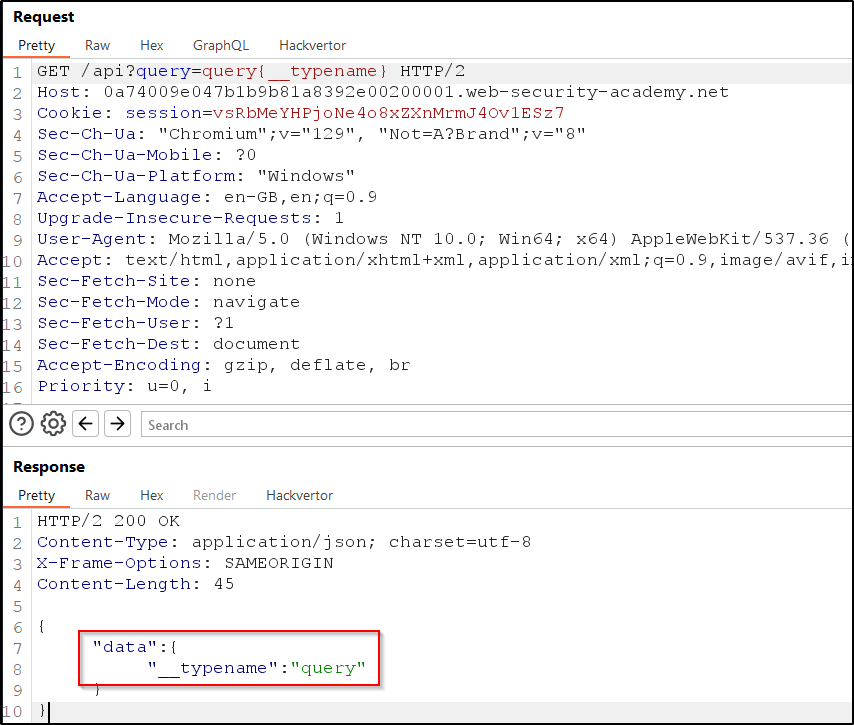 Request
Pretty Raw Hex GraphQL Hackvertor
1 GET /api?query=query{__typename} HTTP/2
2 Host: 0a74009e047b1b9b81a8392e00200001.web-security-academy.net
3 Cookie: session=vsRbMeYHPjoNe4o8xZXnMrmJ4Ov1ESz7
4 Sec-Ch-Ua: "Chromium";v="129", "Not=A?Brand";v="8"
5 Sec-Ch-Ua-Mobile: ?0
6 Sec-Ch-Ua-Platform: "Windows"
7 Accept-Language: en-GB,en;q=0.9
8 Upgrade-Insecure-Requests: 1
9 User-Agent: Mozilla/5.0 (Windows NT 10.0; Win64; x64) AppleWebKit/537.36 (
10 Accept: text/html,application/xhtml+xml,application/xml;q=0.9,image/avif,i
11 Sec-Fetch-Site: none
12 Sec-Fetch-Mode: navigate
13 Sec-Fetch-User: ?1
14 Sec-Fetch-Dest: document
15 Accept-Encoding: gzip, deflate, br
16 Priority: u=0, i
Search
Response
Pretty Raw Hex Render Hackvertor
1 HTTP/2 200 OK
2 Content-Type: application/json; charset=utf-8
3 X-Frame-Options: SAMEORIGIN
4 Content-Length: 45
5
6 {
7 "data":{
8 "__typename":"query"
9 }
10 }